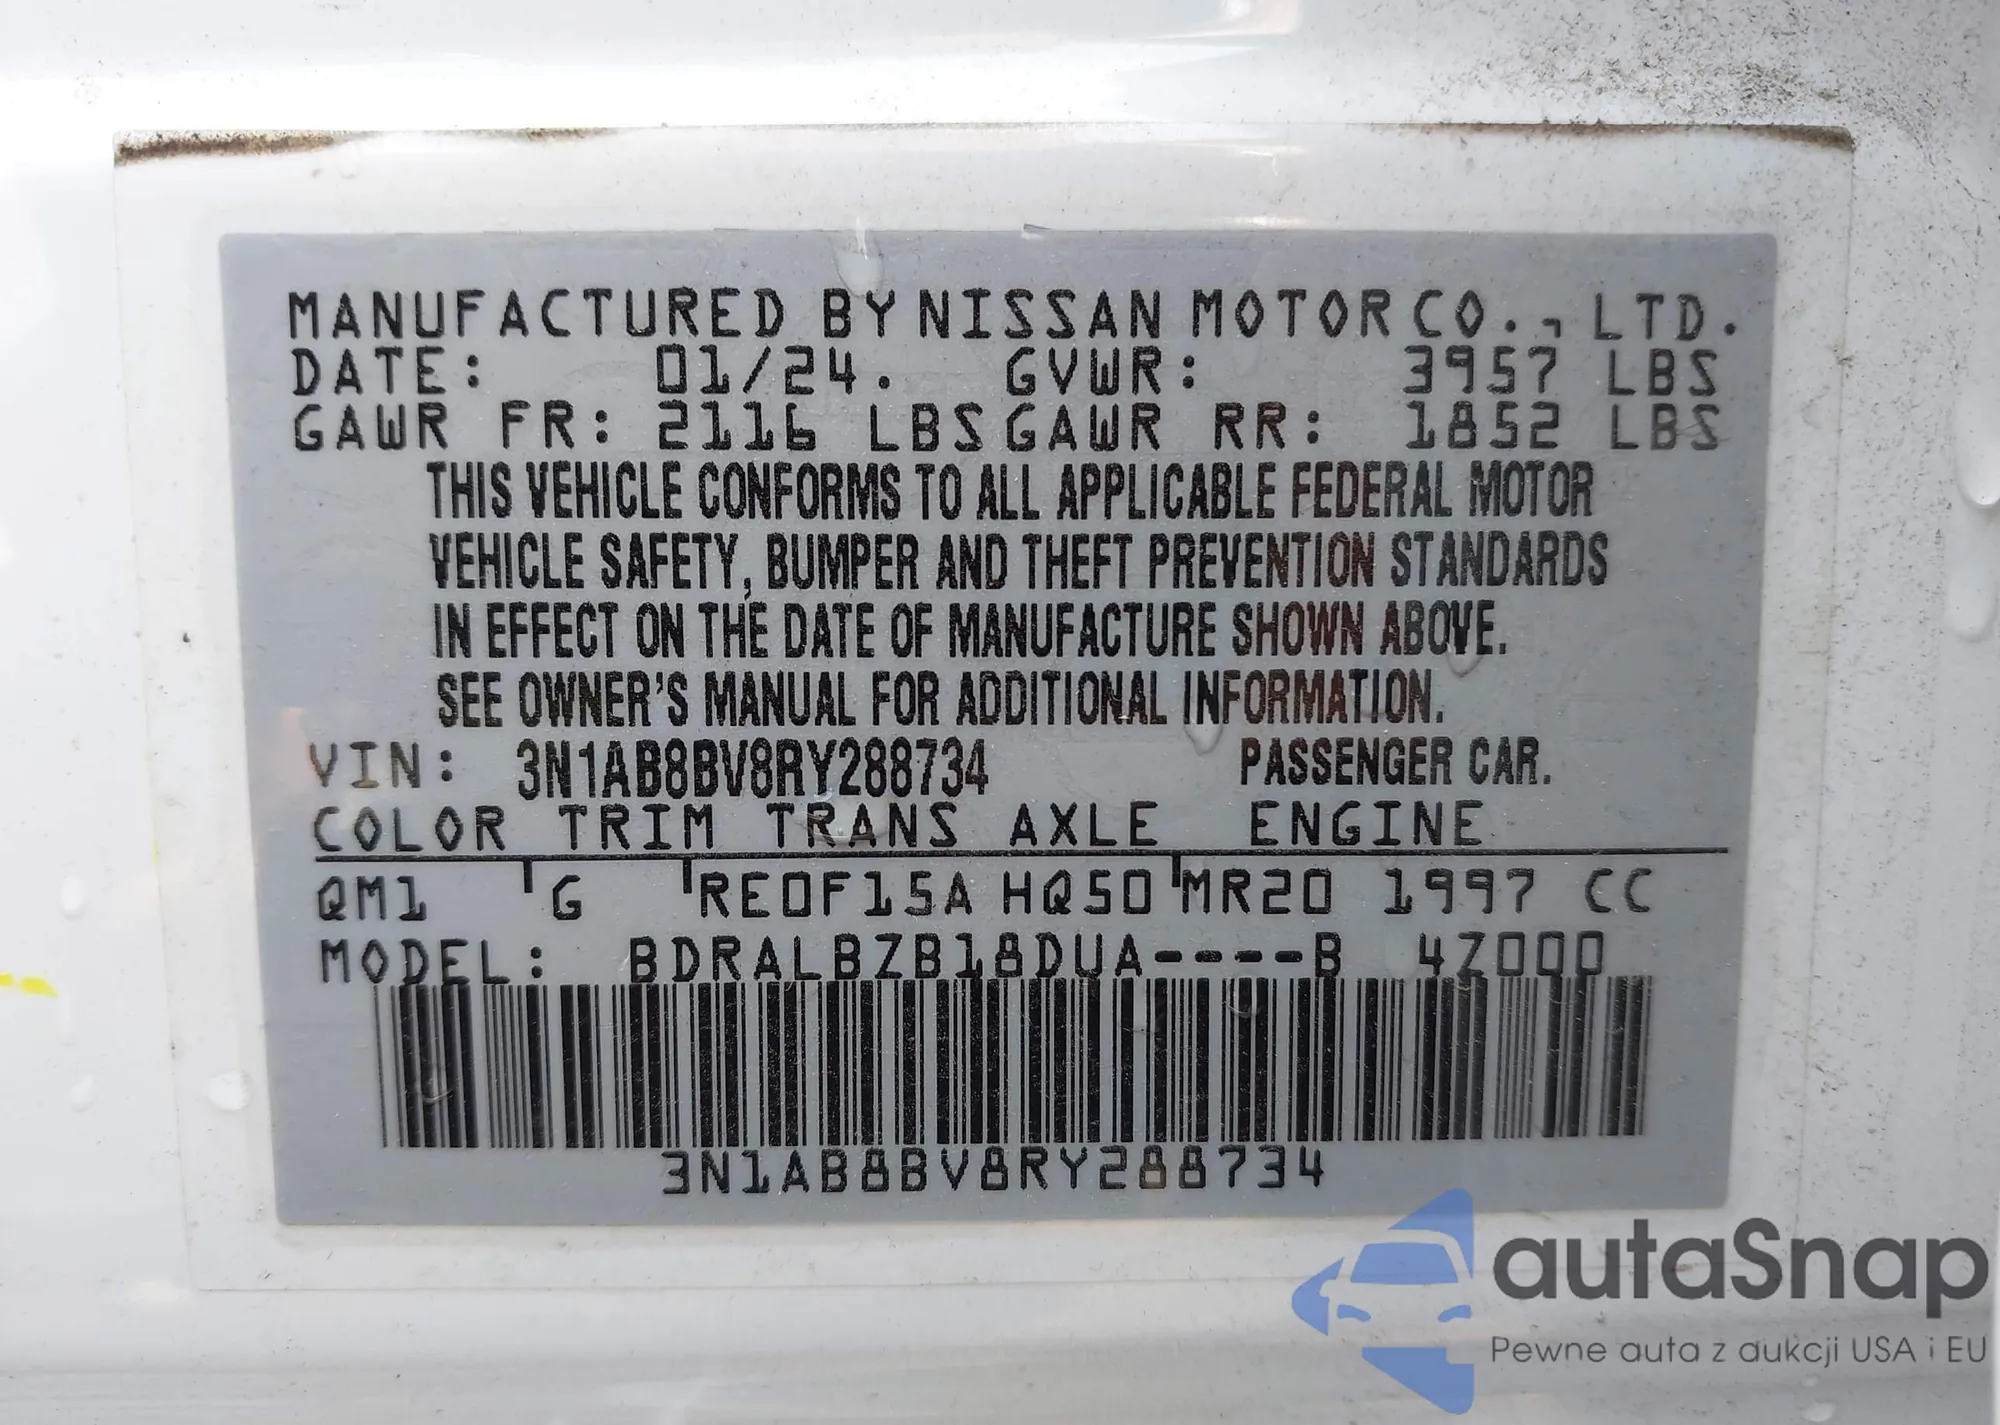 MANUFACTURED BY NISSAN MOTOR CO., LTD.
DATE: 01/24. GVWR: 3957 LBS
GAWR FR: 2116 LBS GAWR RR: 1852 LBS
THIS VEHICLE CONFORMS TO ALL APPLICABLE FEDERAL MOTOR
VEHICLE SAFETY, BUMPER AND THEFT PREVENTION STANDARDS
IN EFFECT ON THE DATE OF MANUFACTURE SHOWN ABOVE.
SEE OWNER'S MANUAL FOR ADDITIONAL INFORMATION.
VIN: 3N1AB8BV8RY288734 PASSENGER CAR.
COLOR TRIM TRANS AXLE ENGINE
QM1 G RE0F15A HQ50 MR20 1997 CC
MODEL: BDRALBZB18DUA----B 4Z000
3N1AB8BV8RY288734
autaSnap
Pewne auta z aukcji USA i EU